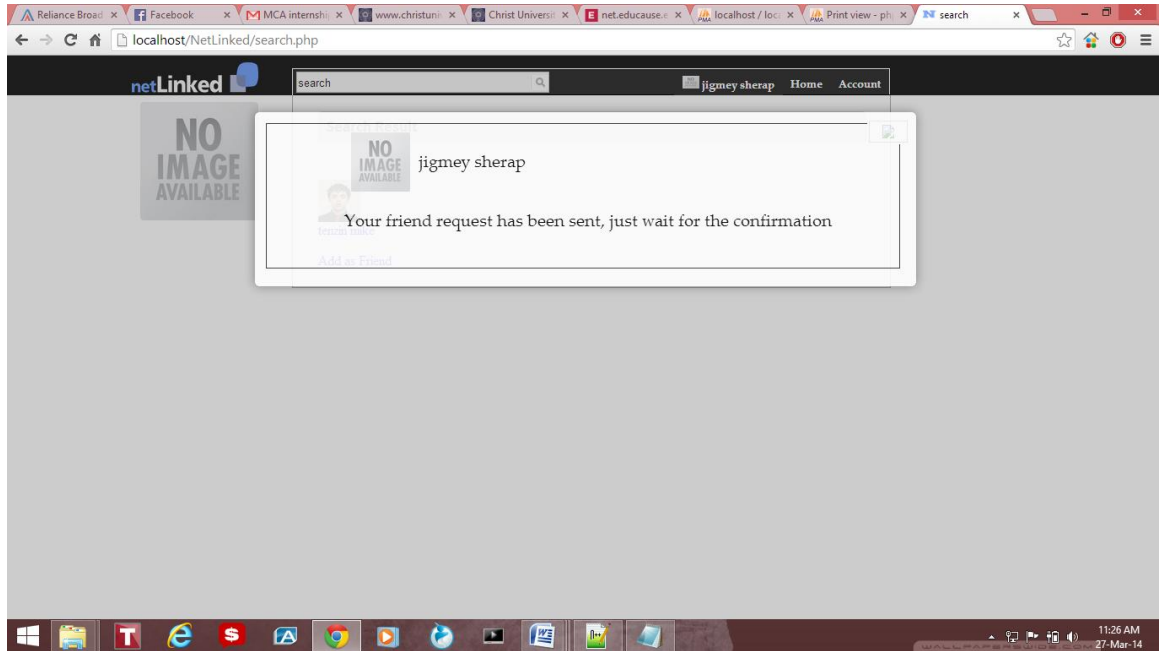 Reliance Broad
Facebook
MCA internshi
www.christuni
Christ Universit
net.educause.e
localhost / loca
Print view - ph
search
localhost/NetLinked/search.php
netLinked
search
jigmey sherap Home Account
NO
IMAGE
AVAILABLE
Search Result
NO
IMAGE
AVAILABLE
jigmey sherap
Your friend request has been sent, just wait for the confirmation
Add as Friend
11:26 AM
27-Mar-14